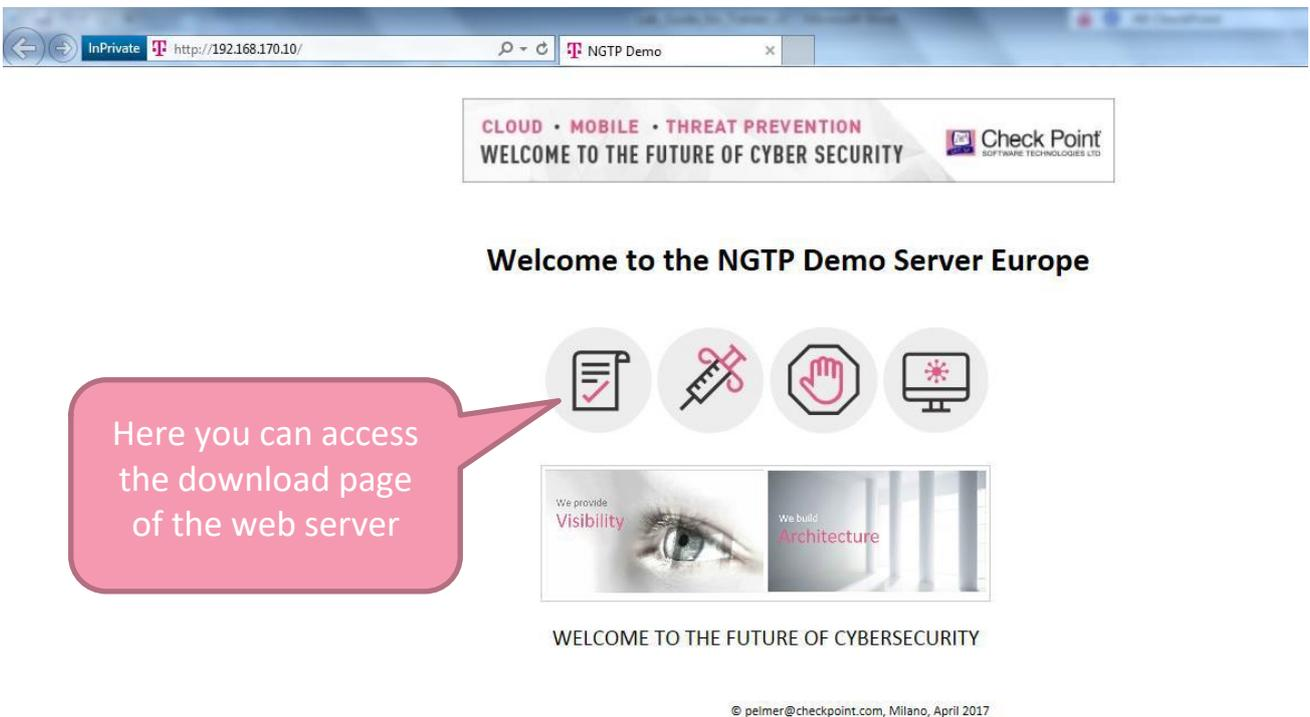 InPrivate
http://192.168.170.10/
NGTP Demo
CLOUD • MOBILE • THREAT PREVENTION
WELCOME TO THE FUTURE OF CYBER SECURITY
Check Point
SOFTWARE TECHNOLOGIES LTD
Welcome to the NGTP Demo Server Europe
Here you can access
the download page
of the web server
We provide
Visibility
We build
Architecture
WELCOME TO THE FUTURE OF CYBERSECURITY
© pelmer@checkpoint.com, Milano, April 2017